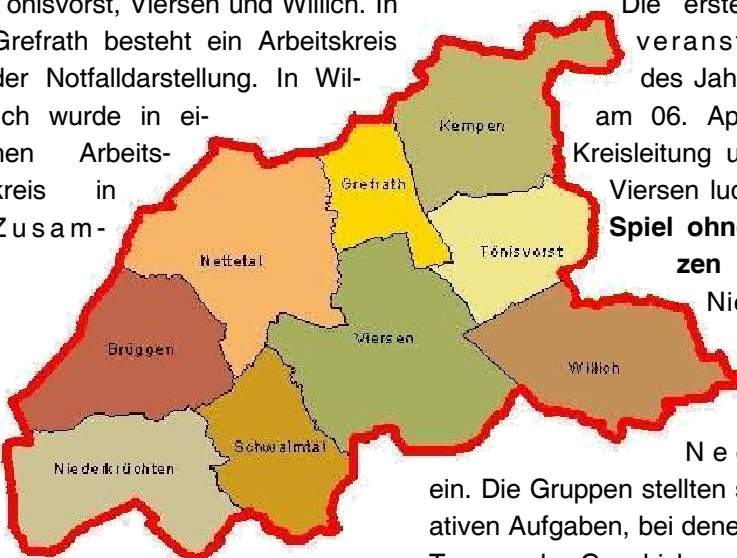 önisvorst, Viersen und Willich. In
Grefrath besteht ein Arbeitskreis
der Notfalldarstellung. In Wil-
ch wurde in ei-
nen Arbeits-
kreis in
Zusam-
Kempen
Grefrath
Nettetal
Tönisvorst
Brüggen
Viersen
Willich
Schwalmtal
Niederkrüchten
Die erste
veranst
des Jah
am 06. Ap
Kreisleitung u
Viersen luc
Spiel ohne
zen
Nie
Ne
ein. Die Gruppen stellten s
ativen Aufgaben, bei dene